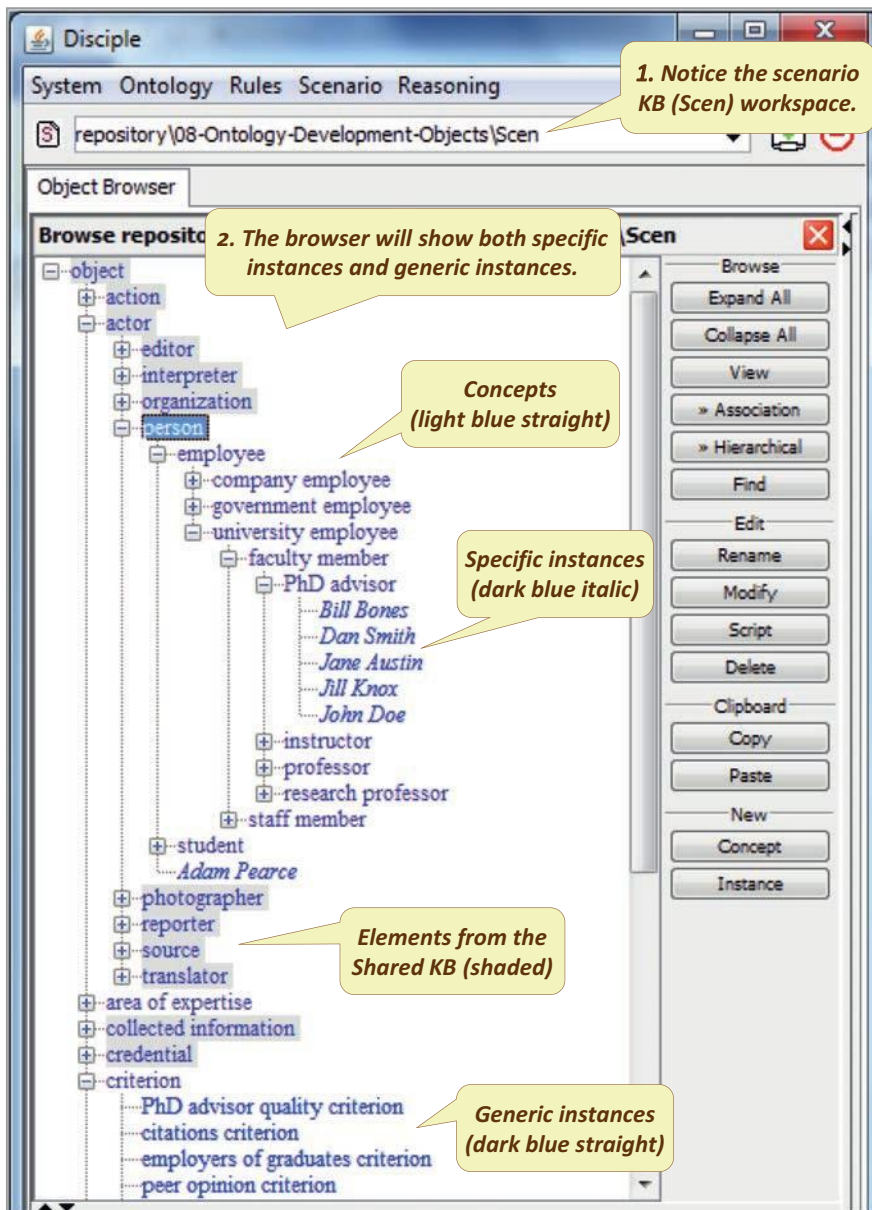 Disciple
System Ontology Rules Scenario Reasoning
1. Notice the scenario
KB (Scen) workspace.
repository\08-Ontology-Development-Objects\Scen
Object Browser
Browse reposito
\Scen
2. The browser will show both specific
instances and generic instances.
object
action
actor
editor
interpreter
organization
person
employee
company employee
government employee
university employee
faculty member
PhD advisor
Bill Bones
Dan Smith
Jane Austin
Jill Knox
John Doe
instructor
professor
research professor
staff member
student
Adam Pearce
photographer
reporter
source
translator
area of expertise
collected information
credential
criterion
PhD advisor quality criterion
citations criterion
employers of graduates criterion
peer opinion criterion
Concepts
(light blue straight)
Specific instances
(dark blue italic)
Elements from the
Shared KB (shaded)
Generic instances
(dark blue straight)
Browse
Expand All
Collapse All
View
» Association
» Hierarchical
Find
Edit
Rename
Modify
Script
Delete
Clipboard
Copy
Paste
New
Concept
Instance